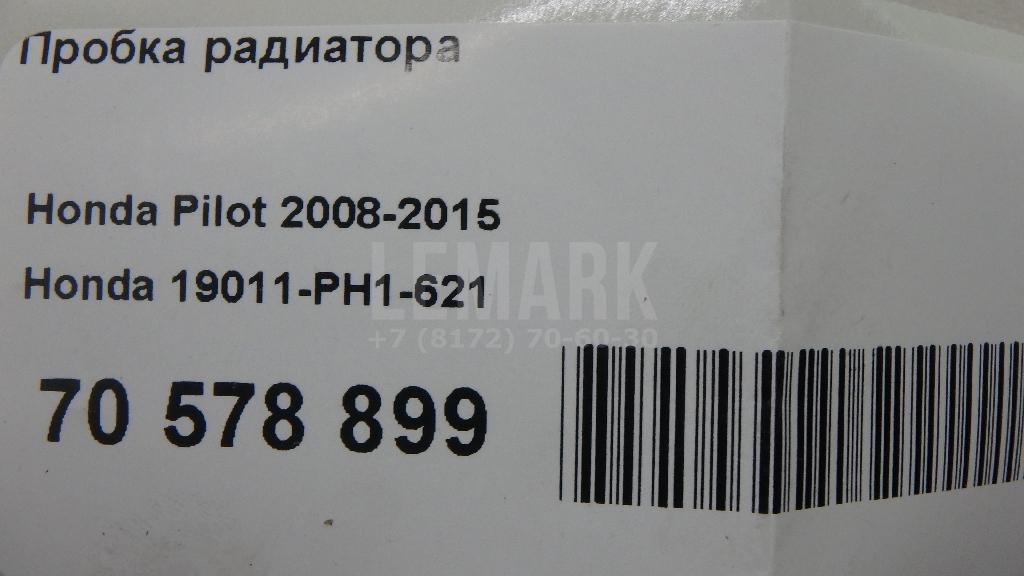 Пробка радиатора
Honda Pilot 2008-2015
Honda 19011-PH1-621
LEMARK
+7 (8172) 70-60-30
70 578 899